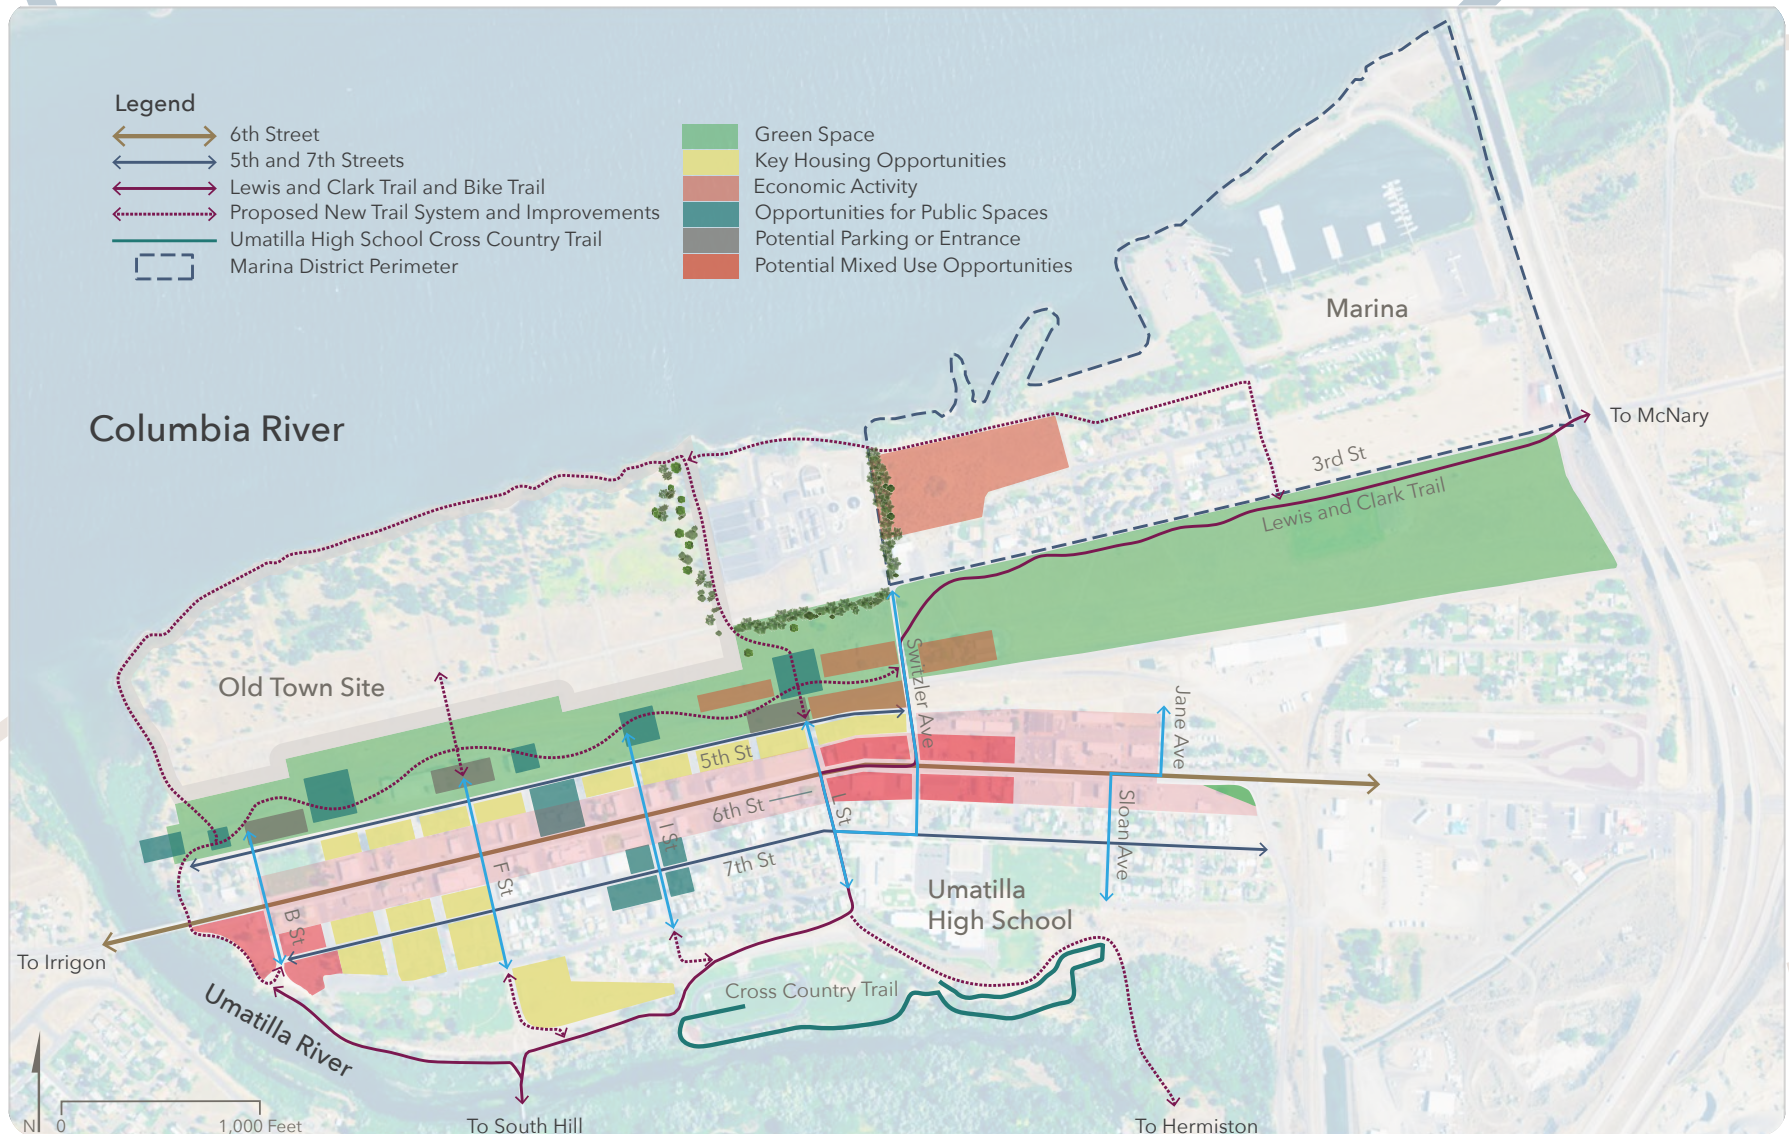 Legend
6th Street
5th and 7th Streets
Lewis and Clark Trail and Bike Trail
Proposed New Trail System and Improvements
Umatilla High School Cross Country Trail
Marina District Perimeter
Green Space
Key Housing Opportunities
Economic Activity
Opportunities for Public Spaces
Potential Parking or Entrance
Potential Mixed Use Opportunities
Marina
Columbia River
To McNary
3rd St
Lewis and Clark Trail
Old Town Site
Switzler Ave
Jane Ave
5th St
6th St
L St
I St
Sloan Ave
7th St
F St
B St
Umatilla
High School
To Irrigon
Cross Country Trail
Umatilla River
N
0
1,000 Feet
To South Hill
To Hermiston